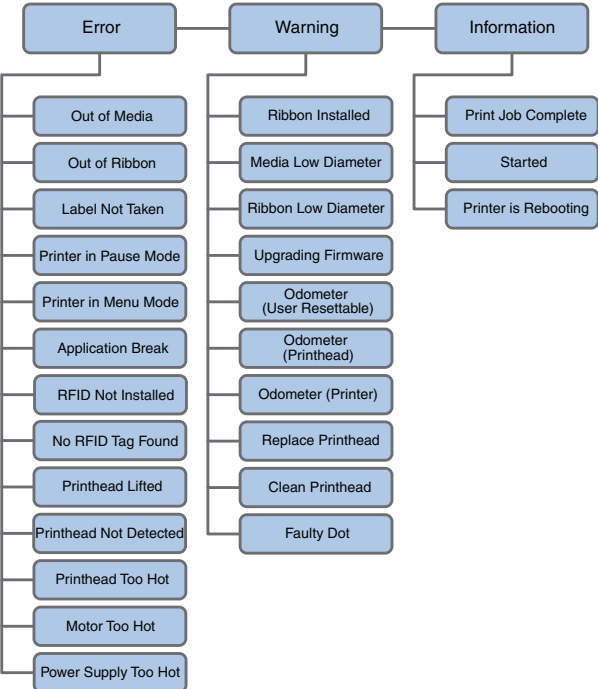 Error
Warning
Information
Out of Media
Out of Ribbon
Label Not Taken
Printer in Pause Mode
Printer in Menu Mode
Application Break
RFID Not Installed
No RFID Tag Found
Printhead Lifted
Printhead Not Detected
Printhead Too Hot
Motor Too Hot
Power Supply Too Hot
Ribbon Installed
Media Low Diameter
Ribbon Low Diameter
Upgrading Firmware
Odometer
(User Resettable)
Odometer
(Printhead)
Odometer (Printer)
Replace Printhead
Clean Printhead
Faulty Dot
Print Job Complete
Started
Printer is Rebooting